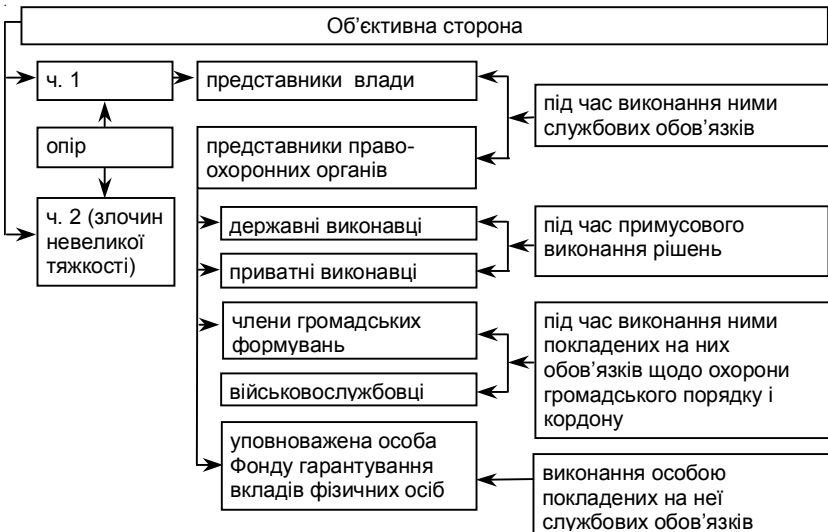 Об’єктивна сторона
ч. 1
представники влади
під час виконання ними
службових обов’язків
опір
представники право-
охоронних органів
ч. 2 (злочин
невеликої
тяжкості)
державні виконавці
приватні виконавці
під час примусового
виконання рішень
члени громадських
формувань
військовослужбовці
під час виконання ними
покладених на них
обов’язків щодо охорони
громадського порядку і
кордону
уповноважена особа
Фонду гарантування
вкладів фізичних осіб
виконання особою
покладених на неї
службових обов’язків